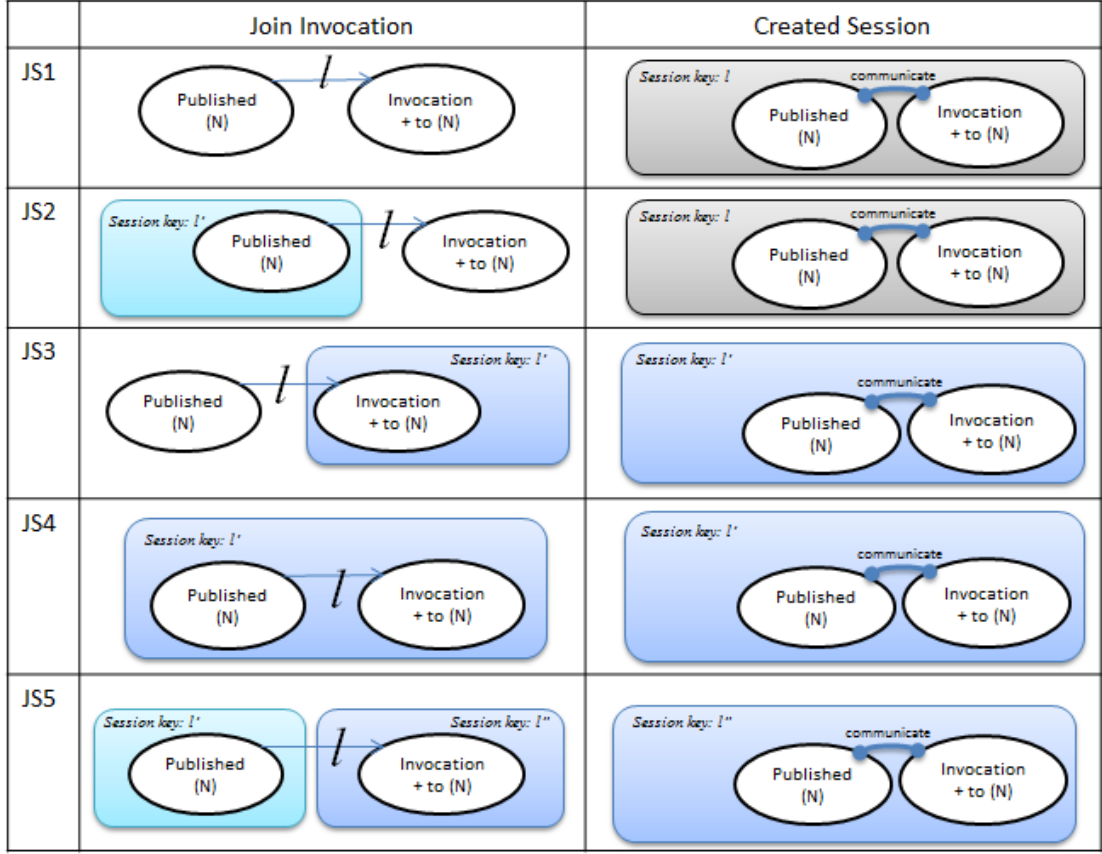 Join Invocation
Created Session
JS1
l
Published
(N)
Invocation
+ to (N)
Session key: l
communicate
Published
(N)
Invocation
+ to (N)
JS2
Session key: l'
l
Published
(N)
Invocation
+ to (N)
Session key: l
communicate
Published
(N)
Invocation
+ to (N)
JS3
l
Session key: l'
Published
(N)
Invocation
+ to (N)
Session key: l'
communicate
Published
(N)
Invocation
+ to (N)
JS4
Session key: l'
l
Published
(N)
Invocation
+ to (N)
Session key: l'
communicate
Published
(N)
Invocation
+ to (N)
JS5
Session key: l'
l
Session key: l"
Published
(N)
Invocation
+ to (N)
Session key: l"
communicate
Published
(N)
Invocation
+ to (N)